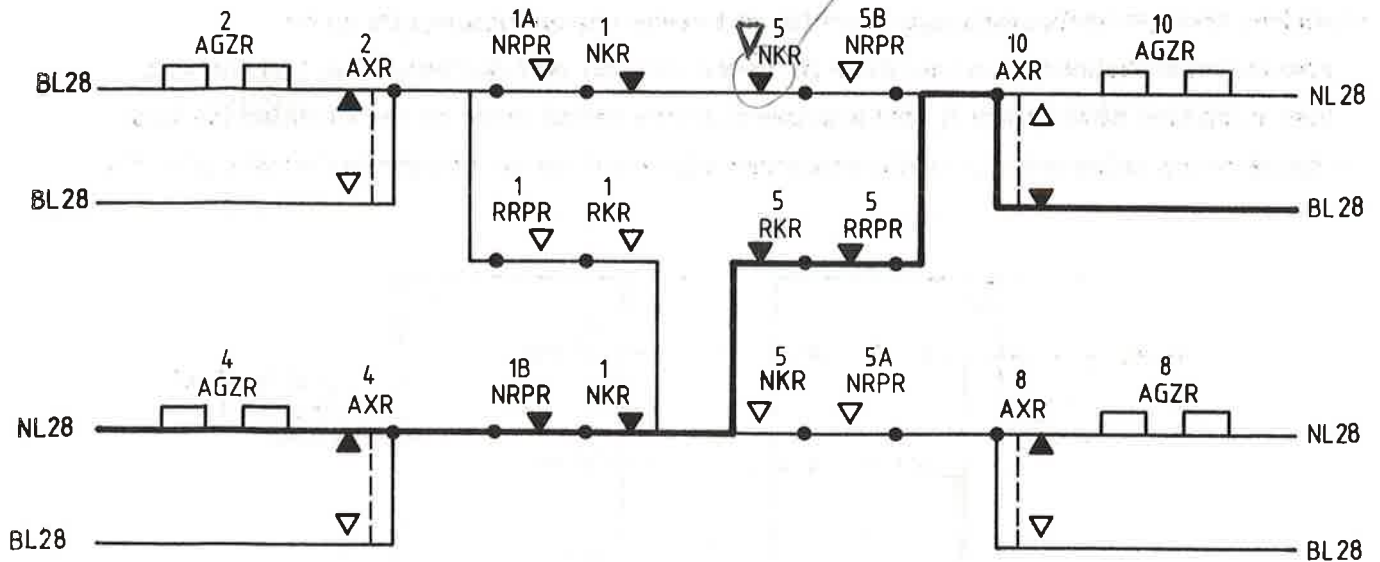 2 AGZR
2 AXR
1A NRPR
1 NKR
5 NKR
5B NRPR
10 AXR
10 AGZR
BL28
NL28
BL28
BL28
1 RRPR
1 RKR
5 RKR
5 RRPR
4 AGZR
4 AXR
1B NRPR
1 NKR
5 NKR
5A NRPR
8 AXR
8 AGZR
NL28
NL28
BL28
BL28